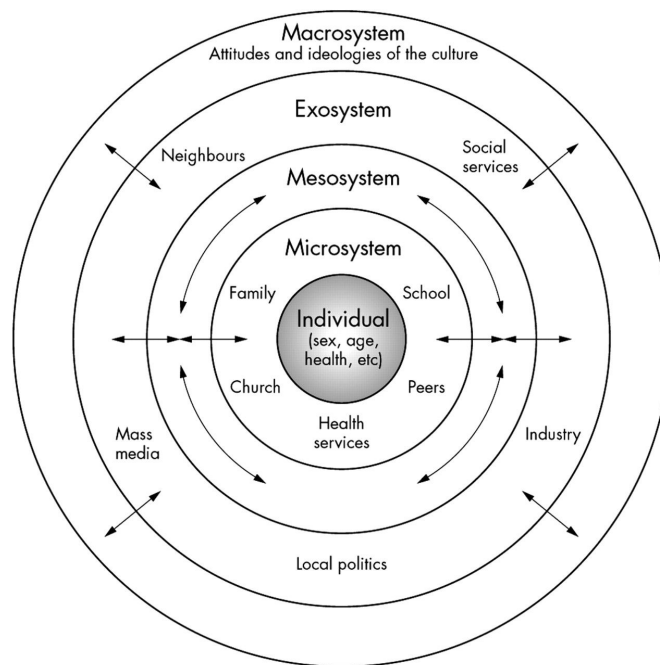 Macrosystem
Attitudes and ideologies of the culture
Exosystem
Neighbours
Social
services
Mesosystem
Microsystem
Family
School
Individual
(sex, age,
health, etc)
Church
Peers
Health
services
Mass
media
Industry
Local politics